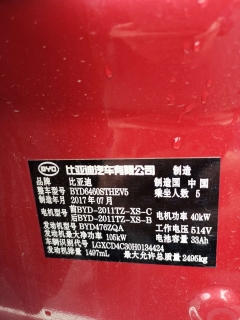 BYD 比亚迪汽车有限公司 制造
整车品牌 比亚迪 制造国 中国
整车型号 BYD6460STHEV5 乘坐人数 5
制造年月 2017年07月
电机型号 前BYD-2011TZ-XS-C 后BYD-2011TZ-XS-B 电机功率 40kW
发动机型号 BYD476ZQA 电池工作电压 514V
发动机最大净功率 105kW 电池容量 33Ah
车辆识别代号 LGXCD4C30H0134424
发动机排量 1497mL 最大允许总质量 2495kg